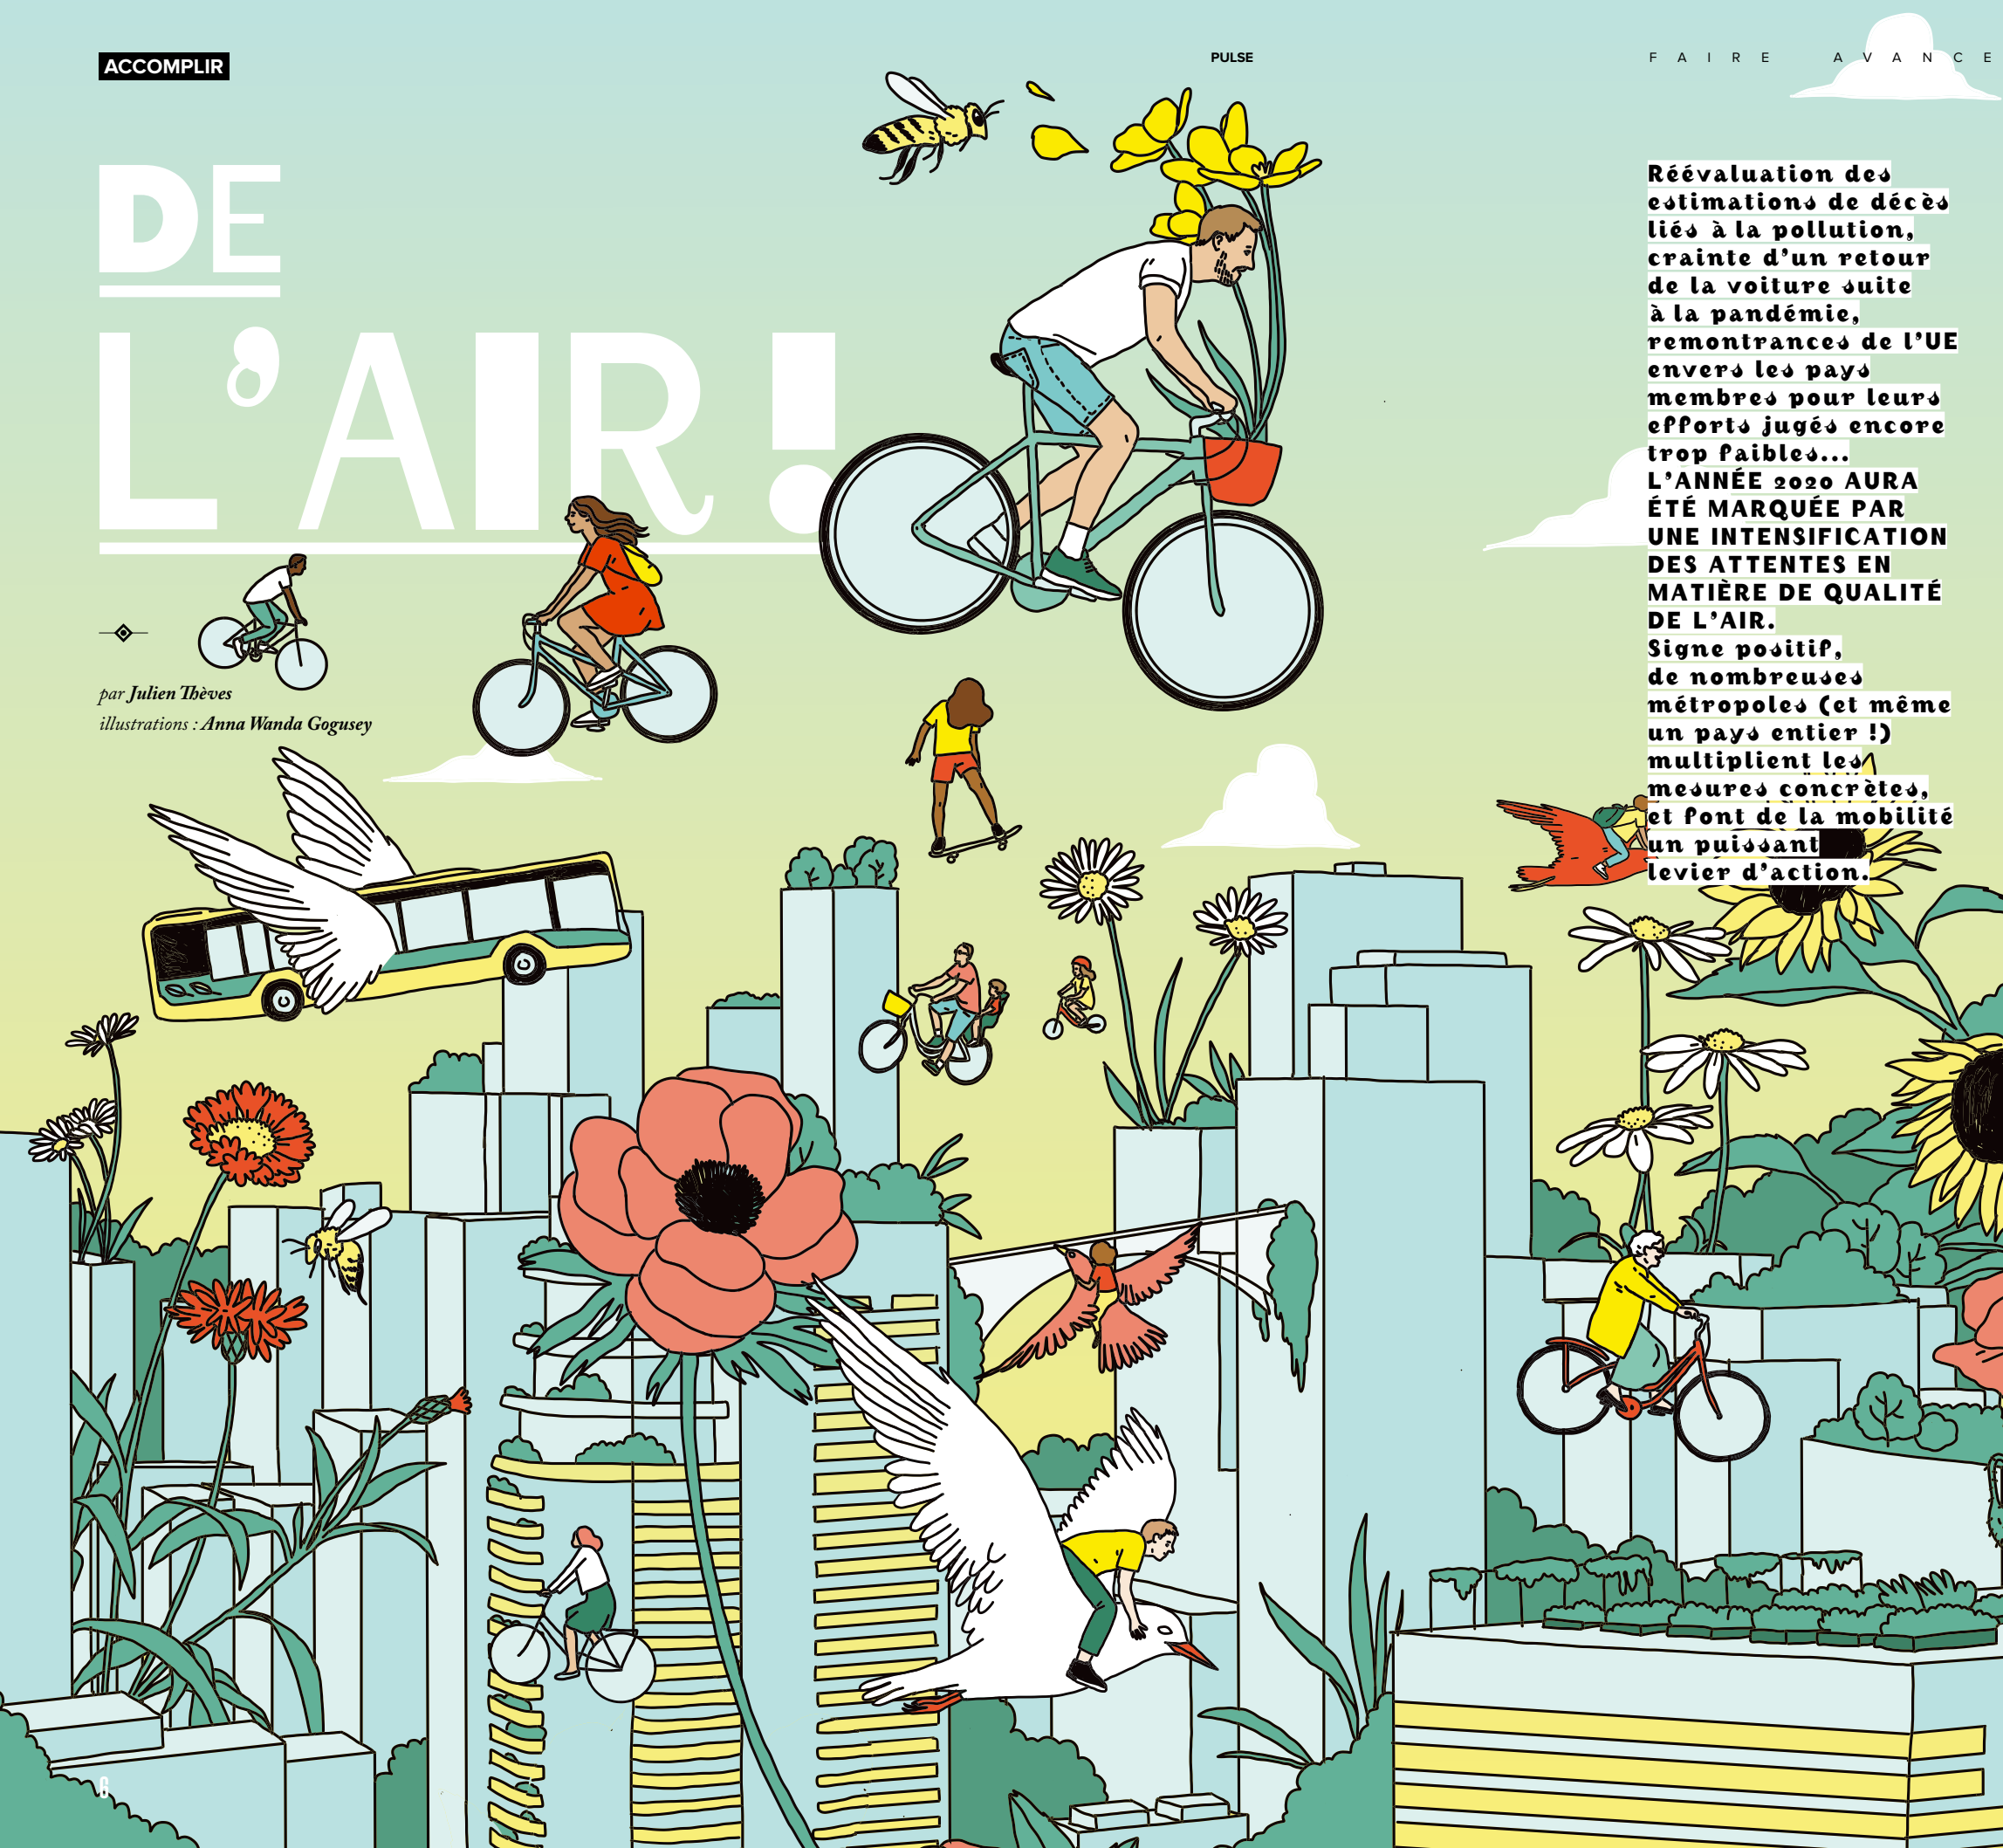 ACCOMPLIR
PULSE
FAIRE AVANCE
DE
L’AIR !
par Julien Thèves
illustrations : Anna Wanda Gogusey
Réévaluation des
estimations de décès
liés à la pollution,
crainte d’un retour
de la voiture suite
à la pandémie,
remontrances de l’UE
envers les pays
membres pour leurs
efforts jugés encore
trop faibles...
L’ANNÉE 2020 AURA
ÉTÉ MARQUÉE PAR
UNE INTENSIFICATION
DES ATTENTES EN
MATIÈRE DE QUALITÉ
DE L’AIR.
Signe positif,
de nombreuses
métropoles (et même
un pays entier !)
multiplient les
mesures concrètes,
et font de la mobilité
un puissant
levier d’action.
6